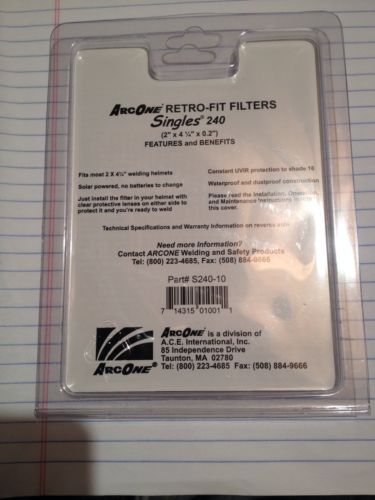 ARCONE® RETRO-FIT FILTERS
Singles® 240
(2" x 4 ¼" x 0.2")
FEATURES and BENEFITS
Fits most 2 X 4¼" welding helmets
Solar powered, no batteries to change
Just install the filter in your helmet with
clear protective lenses on either side to
protect it and you're ready to weld
Constant UV/IR protection to shade 16
Waterproof and dustproof construction
Please read the Installation, Operation,
and Maintenance Instructions
this cover.
Technical Specifications and Warranty Information on reverse side
Need more Information?
Contact ARCONE Welding and Safety Products
Tel: (800) 223-4685, Fax: (508) 884-9666
Part# S240-10
7 14315 01001 1
ARCONE® is a division of
A.C.E. International, Inc.
85 Independence Drive
Taunton, MA 02780
Tel: (800) 223-4685 Fax: (508) 884-9666
ARCONE®